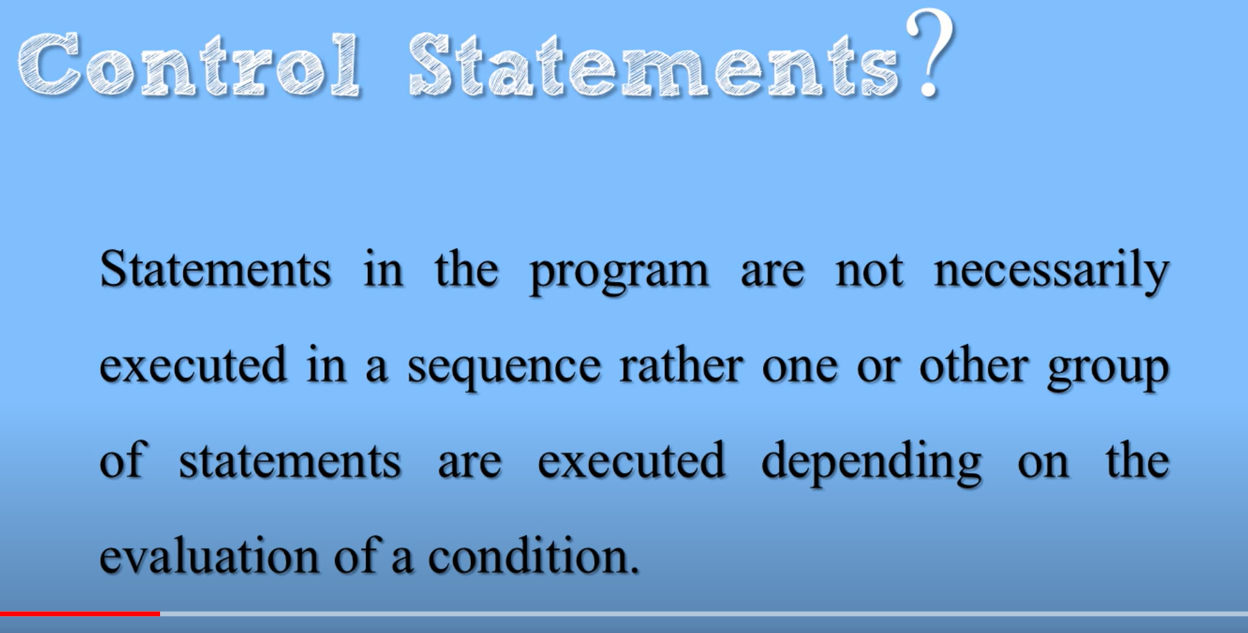 Control Statements?
Statements in the program are not necessarily
executed in a sequence rather one or other group
of statements are executed depending on the
evaluation of a condition.